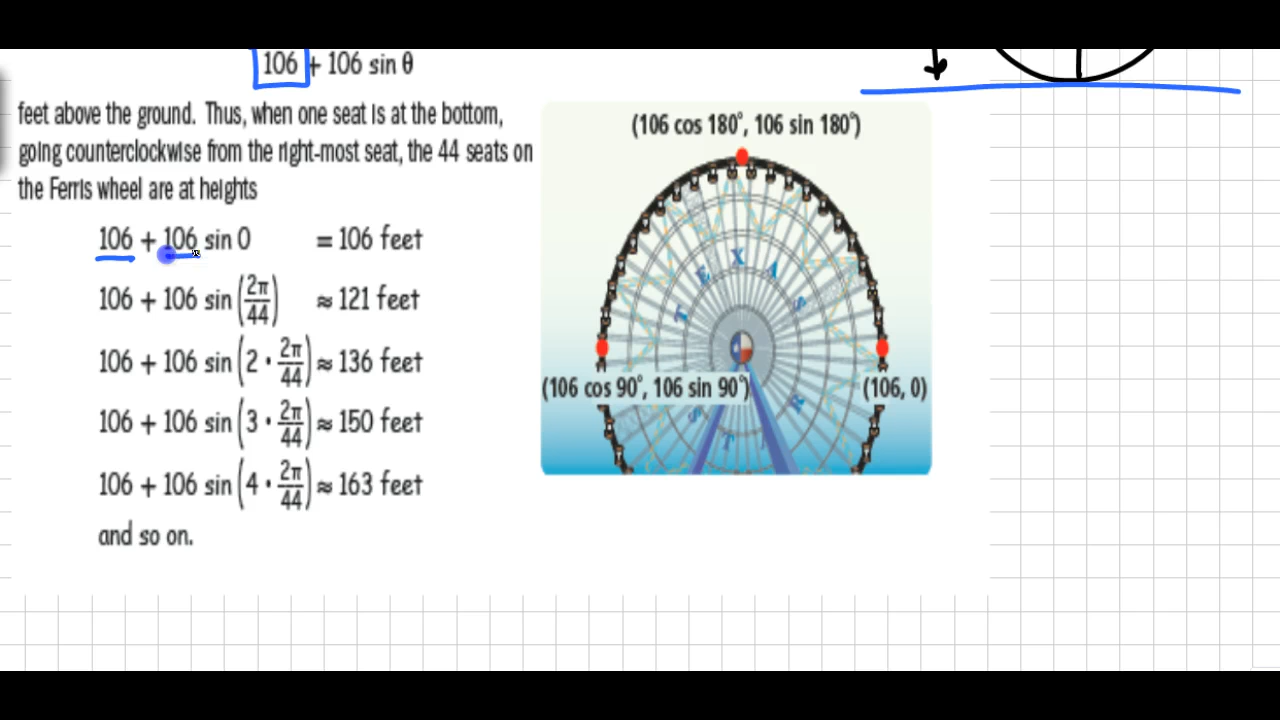 106 + 106 sin θ
feet above the ground. Thus, when one seat is at the bottom,
going counterclockwise from the right-most seat, the 44 seats on
the Ferris wheel are at heights
106 + 106 sin 0 = 106 feet
106 + 106 sin (2π/44) ≈ 121 feet
106 + 106 sin (2 · 2π/44) ≈ 136 feet
106 + 106 sin (3 · 2π/44) ≈ 150 feet
106 + 106 sin (4 · 2π/44) ≈ 163 feet
and so on.
(106 cos 180°, 106 sin 180°)
T E X A S
(106 cos 90°, 106 sin 90°)
(106, 0)
S T R